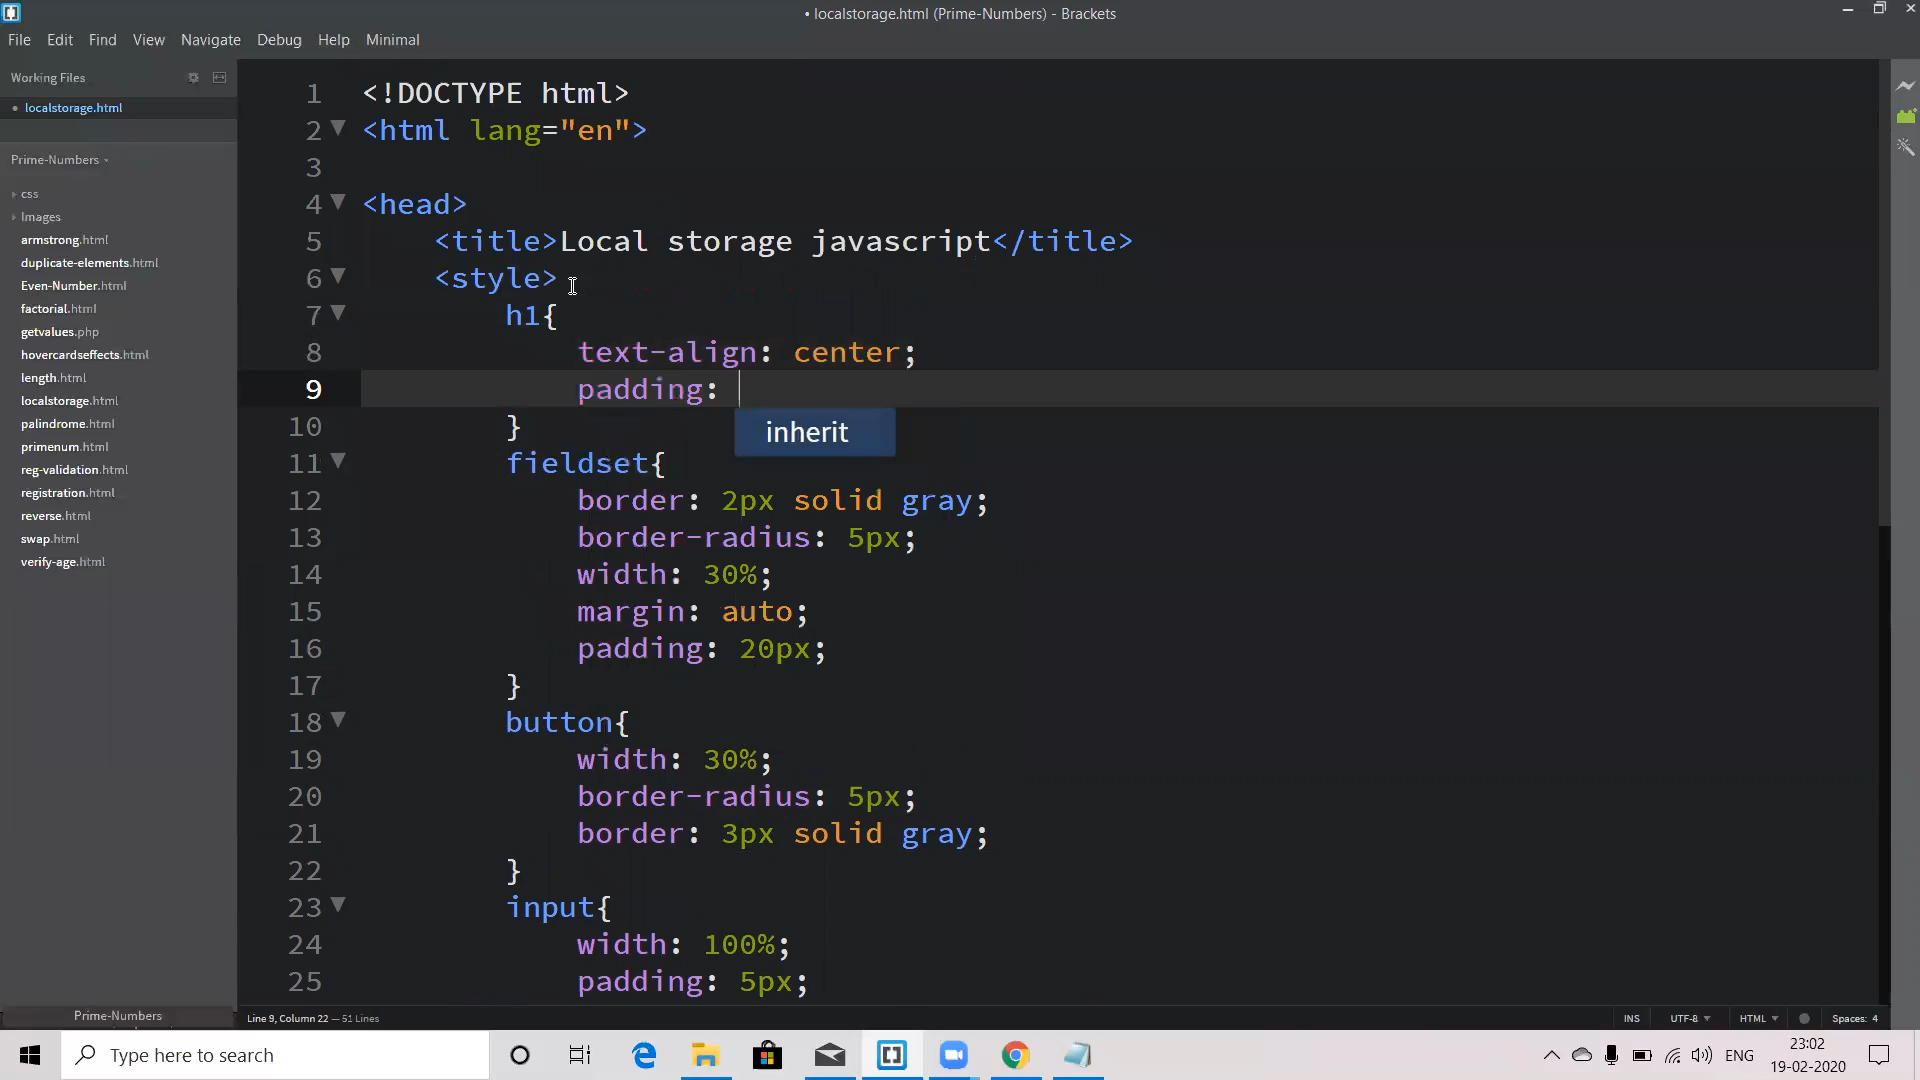 • localstorage.html (Prime-Numbers) - Brackets
File Edit Find View Navigate Debug Help Minimal
Working Files
• localstorage.html
Prime-Numbers
css
Images
armstrong.html
duplicate-elements.html
Even-Number.html
factorial.html
getvalues.php
hovercardseffects.html
length.html
localstorage.html
palindrome.html
primenum.html
reg-validation.html
registration.html
reverse.html
swap.html
verify-age.html
Prime-Numbers
1 <!DOCTYPE html>
2 <html lang="en">
3
4 <head>
5 <title>Local storage javascript</title>
6 <style>
7 h1{
8 text-align: center;
9 padding:
inherit
10 }
11 fieldset{
12 border: 2px solid gray;
13 border-radius: 5px;
14 width: 30%;
15 margin: auto;
16 padding: 20px;
17 }
18 button{
19 width: 30%;
20 border-radius: 5px;
21 border: 3px solid gray;
22 }
23 input{
24 width: 100%;
25 padding: 5px;
Line 9, Column 22 — 51 Lines
INS UTF-8 HTML Spaces: 4
Type here to search
ENG
23:02
19-02-2020